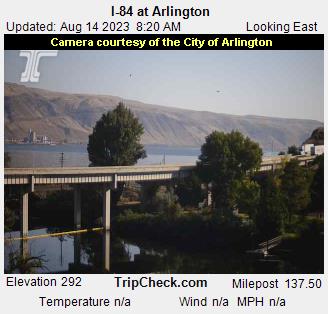 I-84 at Arlington
Updated: Aug 14 2023 8:20 AM Looking East
Camera courtesy of the City of Arlington
Elevation 292 TripCheck.com Milepost 137.50
Temperature n/a Wind n/a MPH n/a